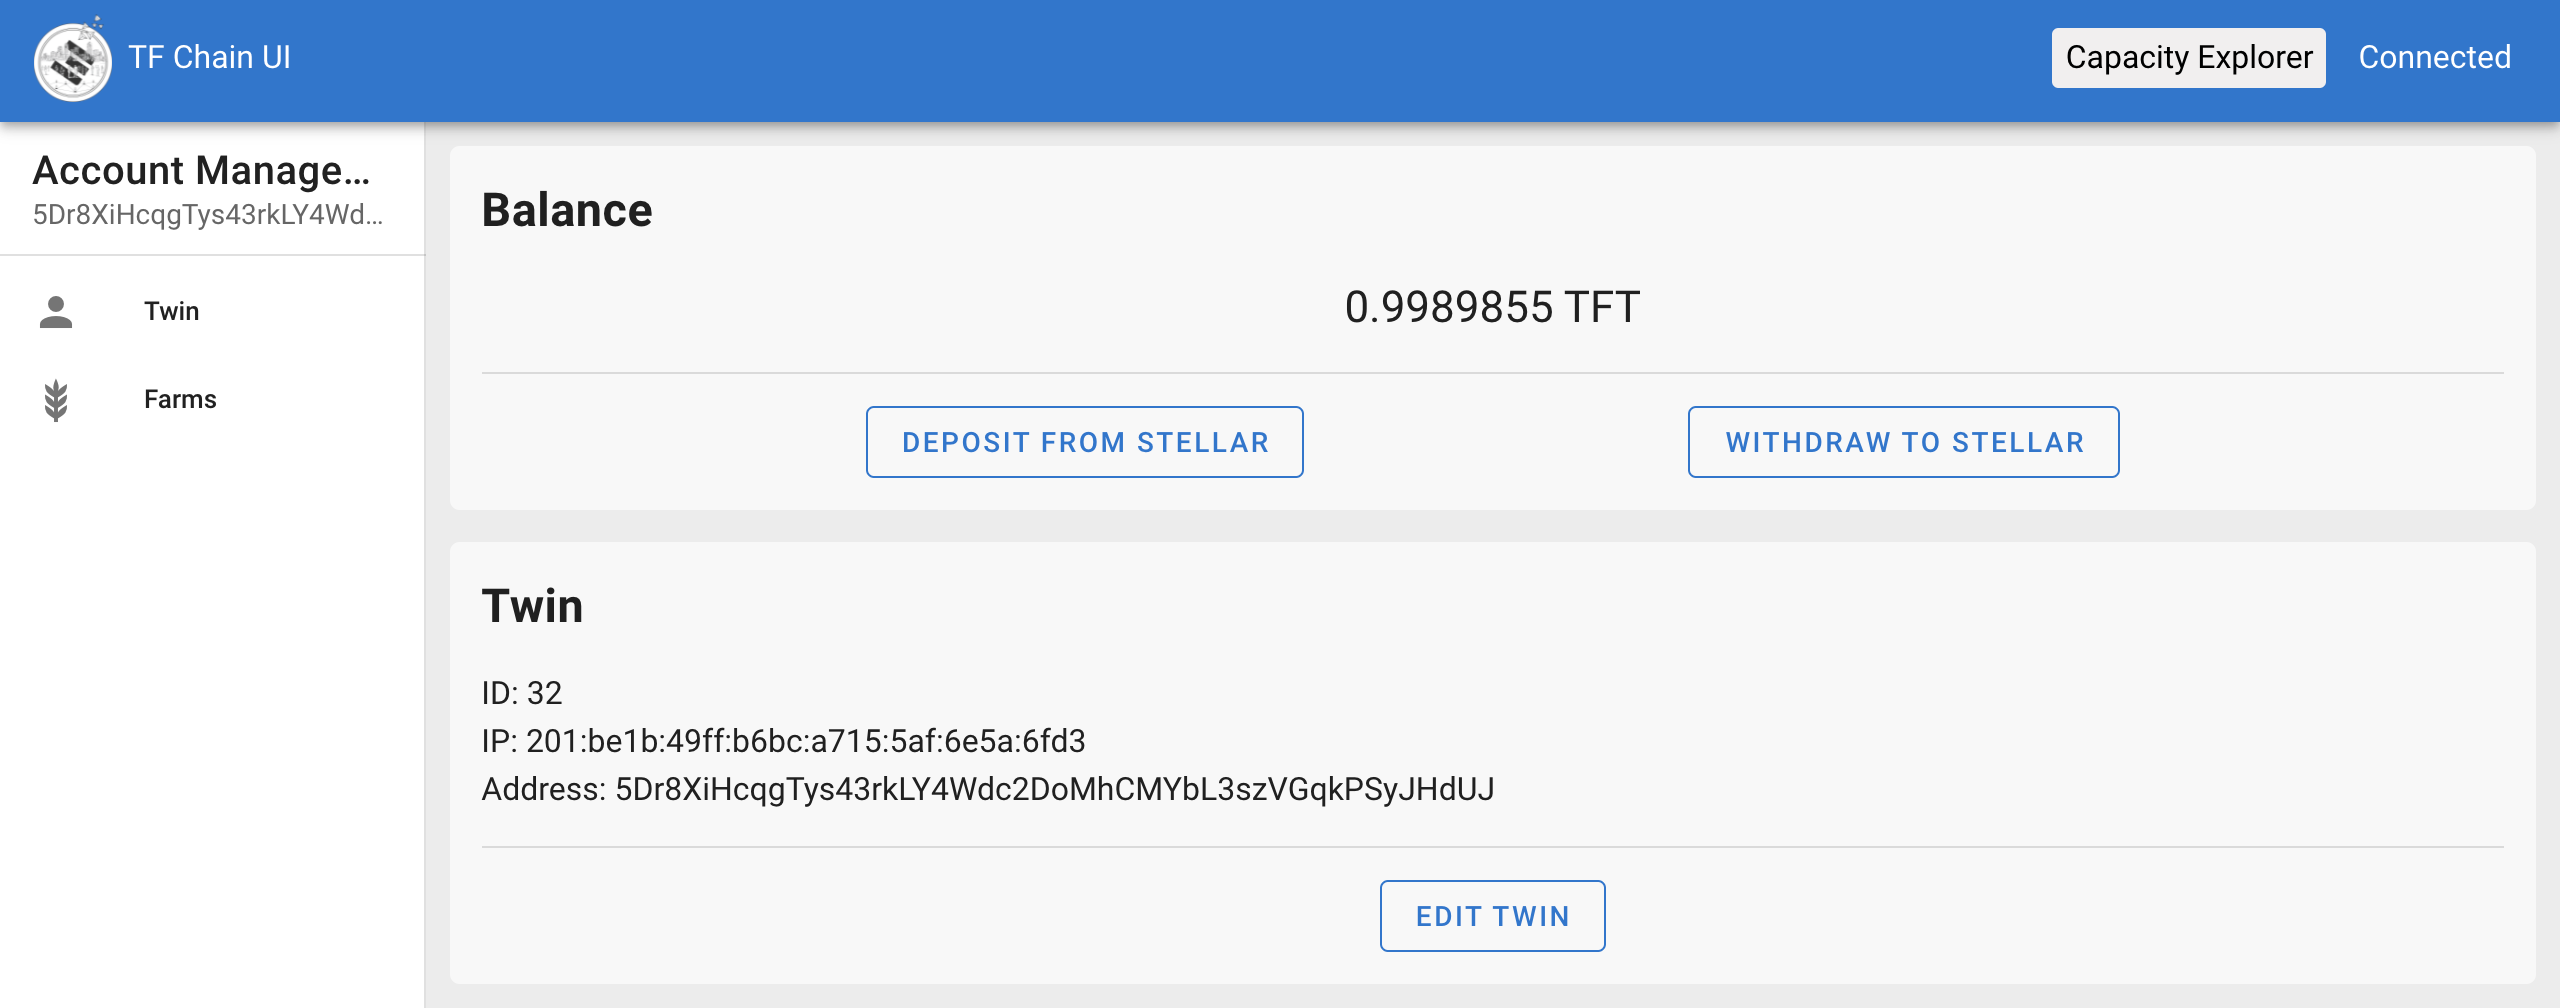 TF Chain UI
Capacity Explorer
Connected
Account Manage...
5Dr8XiHcqgTys43rkLY4Wd...
Twin
Farms
Balance
0.9989855 TFT
DEPOSIT FROM STELLAR
WITHDRAW TO STELLAR
Twin
ID: 32
IP: 201:be1b:49ff:b6bc:a715:5af:6e5a:6fd3
Address: 5Dr8XiHcqgTys43rkLY4Wdc2DoMhCMYbL3szVGqkPSyJHdUJ
EDIT TWIN